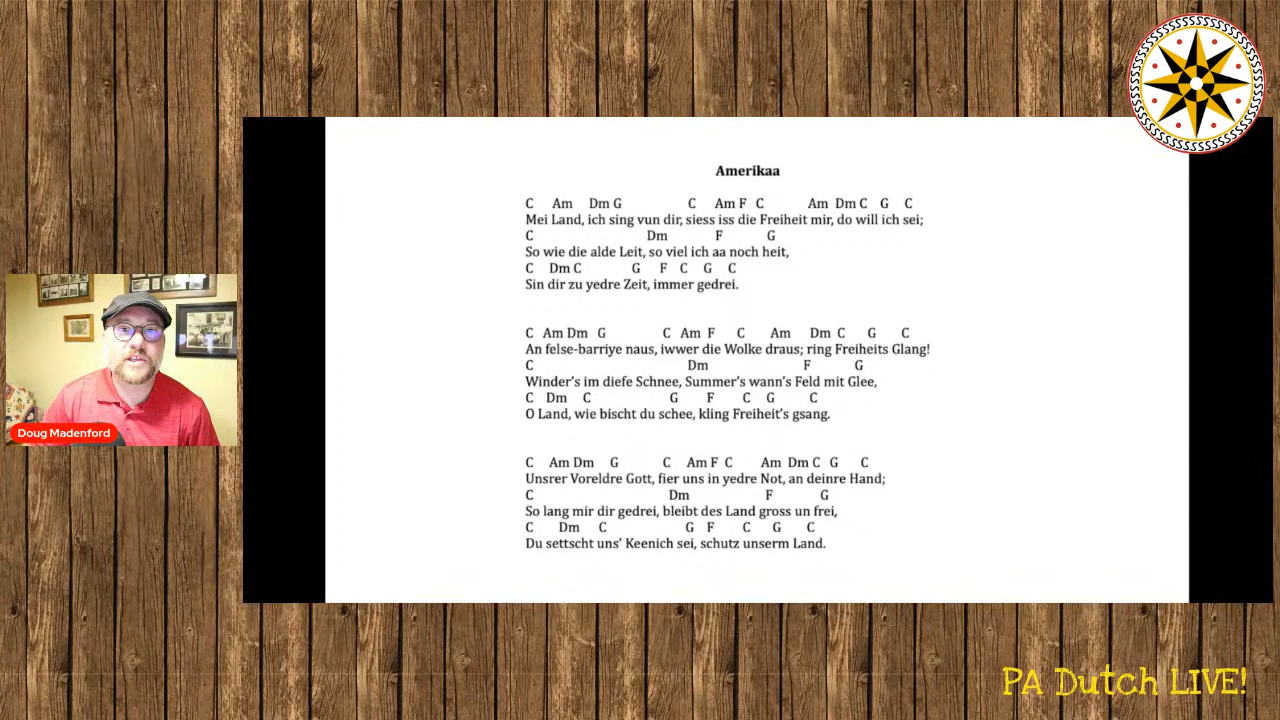 Amerikaa
C Am Dm G C Am F C Am Dm C G C
Mei Land, ich sing vun dir, siess iss die Freiheit mir, do will ich sei;
C Dm F G
So wie die alde Leit, so viel ich aa noch heit,
C Dm C G F C G C
Sin dir zu yedre Zeit, immer gedrei.
C Am Dm G C Am F C Am Dm C G C
An felse-barriye naus, iwwer die Wolke draus; ring Freiheits Glang!
C Dm F G
Winder's im diefe Schnee, Summer's wann's Feld mit Glee,
C Dm C G F C G C
O Land, wie bischt du schee, kling Freiheit's gsang.
C Am Dm G C Am F C Am Dm C G C
Unsrer Voreldre Gott, fier uns in yedre Not, an deinre Hand;
C Dm F G
So lang mir dir gedrei, bleibt des Land gross un frei,
C Dm C G F C G C
Du settscht uns' Keenich sei, schutz unserm Land.
Doug Madenford
PA Dutch LIVE!